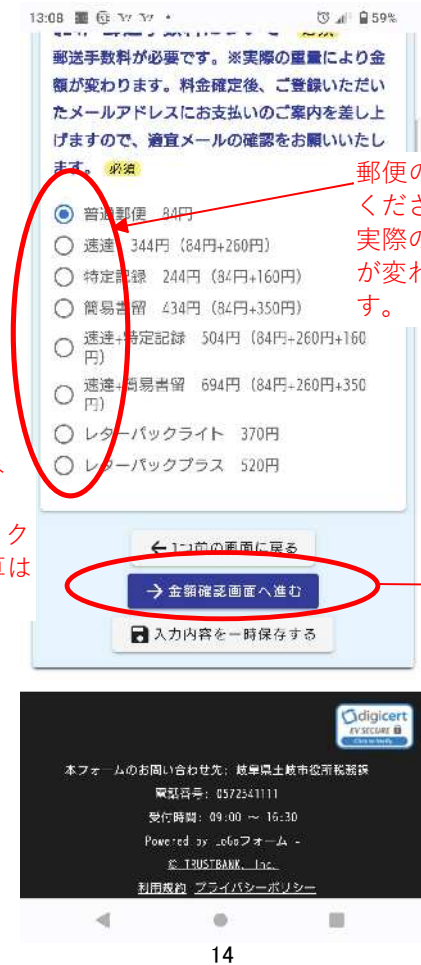 13:08
59%
郵送手数料が必要です。※実際の重量により金
額が変わります。料金確定後、ご登録いただい
たメールアドレスにお支払いのご案内を差し上
げますので、適宜メールの確認をお願いいたし
ます。 必須
郵便の
くださ
実際の
が変わ
す。
普通郵便 84円
速達 344円（84円+260円）
特定記録 244円（84円+160円）
簡易書留 434円（84円+350円）
速達+特定記録 504円（84円+260円+160
円）
速達+簡易書留 694円（84円+260円+350
円）
レターパックライト 370円
レターパックプラス 520円
ク
は
← 1つ前の画面に戻る
→ 金額確認画面へ進む
入力内容を一時保存する
digicert
EV SECURE
Click to Verify
本フォームのお問い合わせ先: 岐阜県土岐市役所税務課
電話番号: 0572541111
受付時間: 09:00 ～ 16:30
Powered by LoGoフォーム -
© TRUSTBANK, Inc.
利用規約 プライバシーポリシー
14